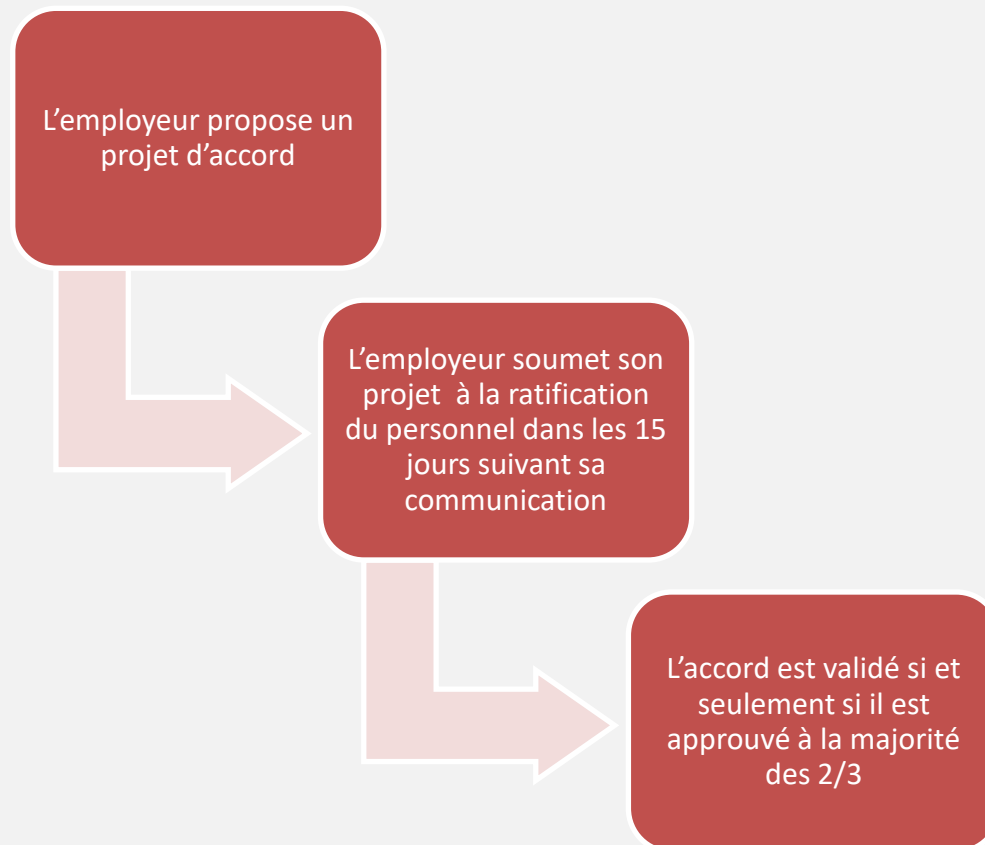 L’employeur propose un
projet d’accord
L’employeur soumet son
projet  à la ratification
du personnel dans les 15
jours suivant sa
communication
L’accord est validé si et
seulement si il est
approuvé à la majorité
des 2/3